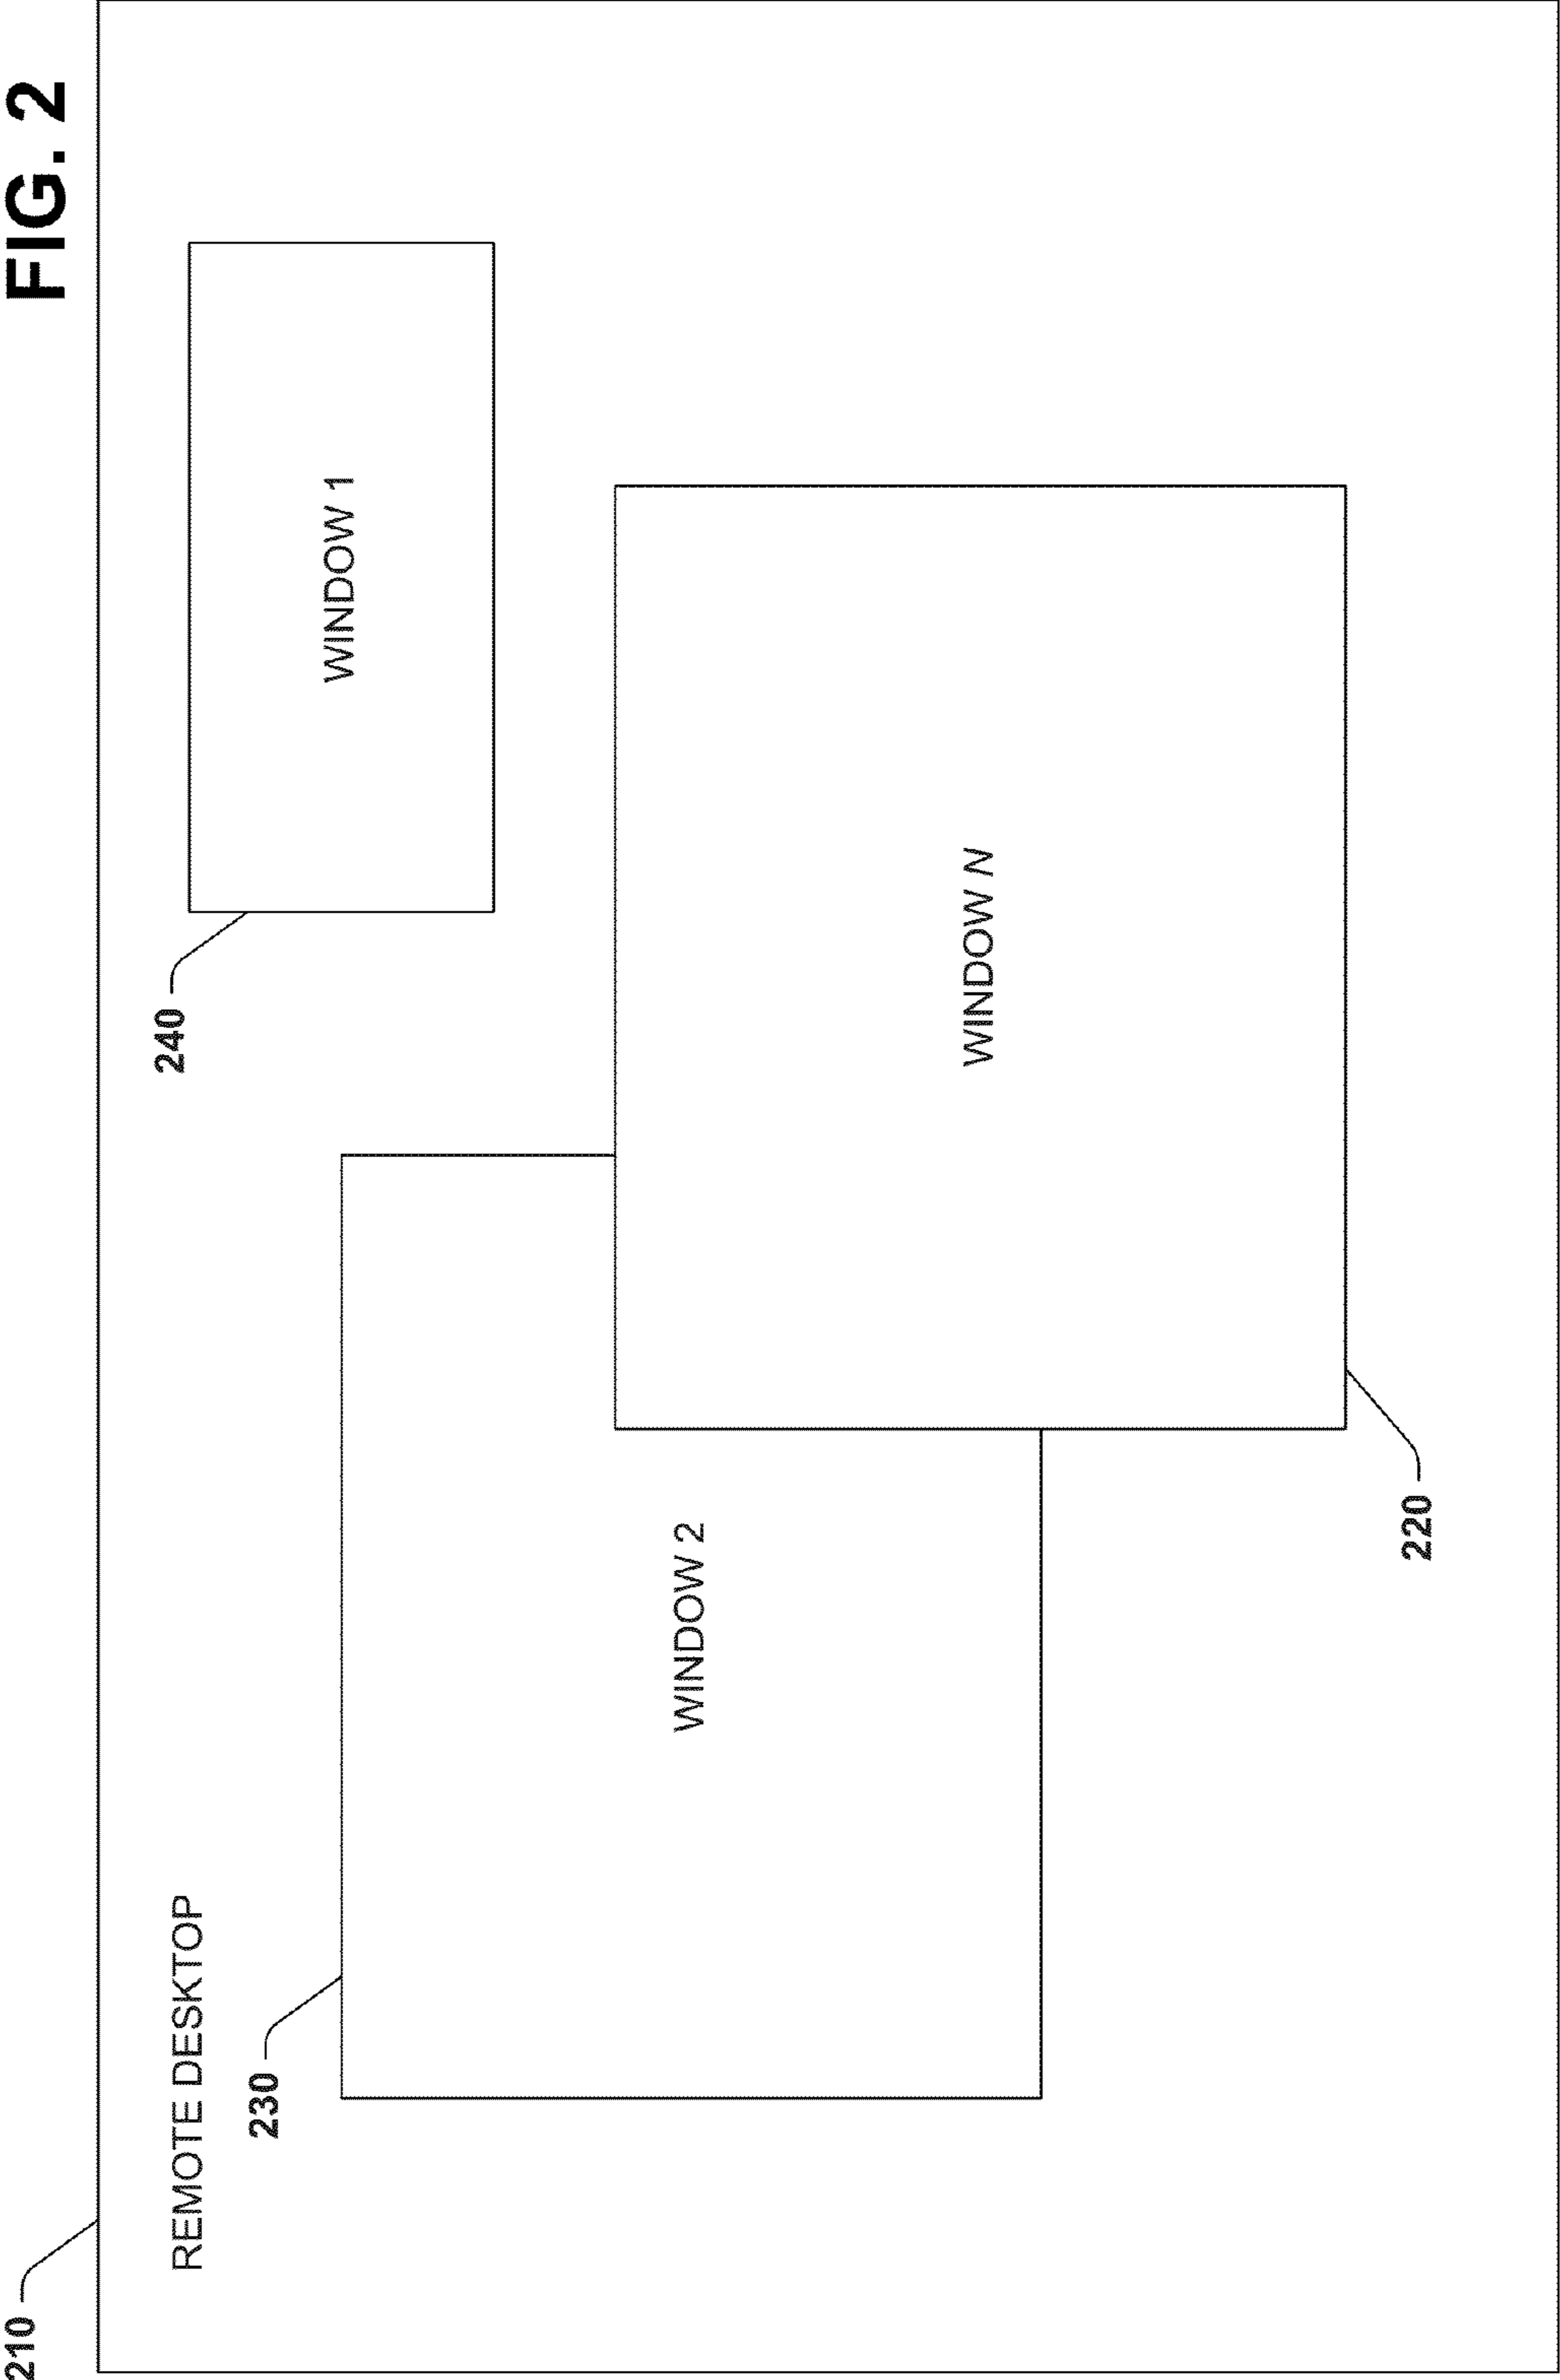 FIG. 2
210
REMOTE DESKTOP
240
WINDOW 1
230
WINDOW 2
WINDOW N
220